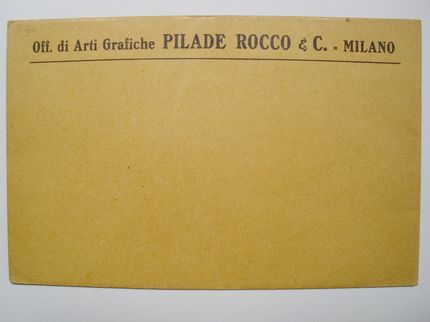 Off. di Arti Grafiche PILADE ROCCO & C. - MILANO